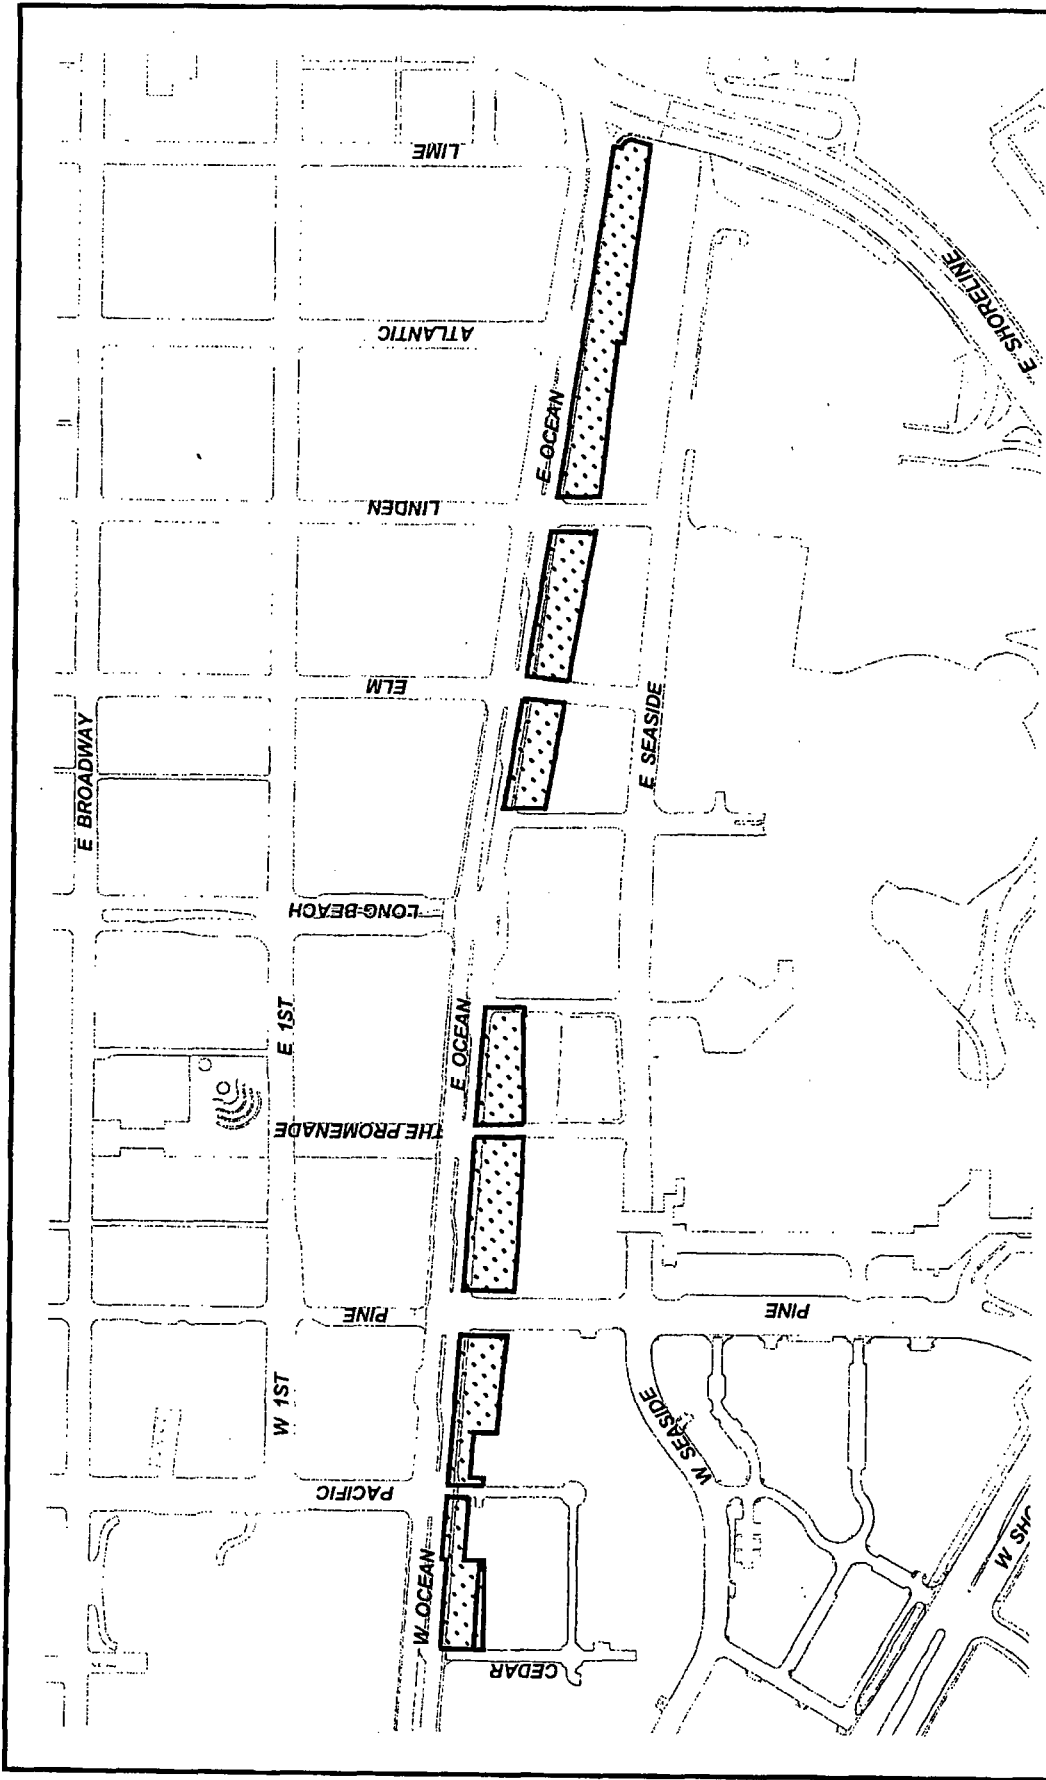 LIME
ATLANTIC
E OCEAN
LINDEN
ELM
E BROADWAY
E SEASIDE
E SHORELINE
LONG BEACH
E 1ST
E OCEAN
THE PROMENADE
PINE
PINE
W 1ST
W SEASIDE
PACIFIC
W OCEAN
CEDAR